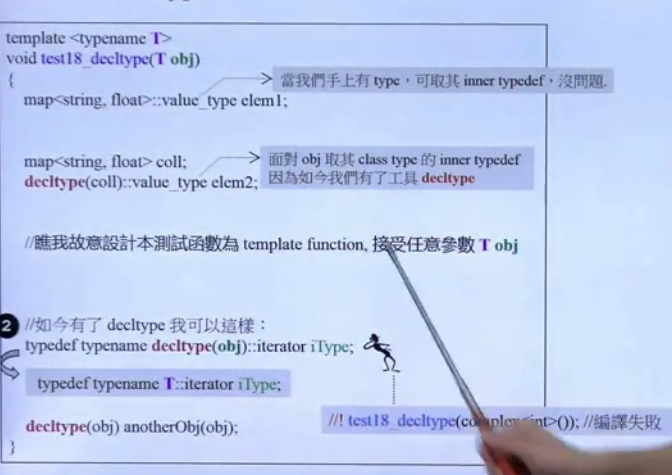 template <typename T>
void test18_decltype(T obj)
{
當我們手上有 type，可取其 inner typedef，沒問題.
map<string, float>::value_type elem1;
map<string, float> coll;
面對 obj 取其 class type 的 inner typedef
decltype(coll)::value_type elem2;
因為如今我們有了工具 decltype
//瞧我故意設計本測試函數為 template function, 接受任意參數 T obj
2 //如今有了 decltype 我可以這樣：
typedef typename decltype(obj)::iterator iType;
typedef typename T::iterator iType;
decltype(obj) anotherObj(obj);
//! test18_decltype(complex<int>()); //編譯失敗
}